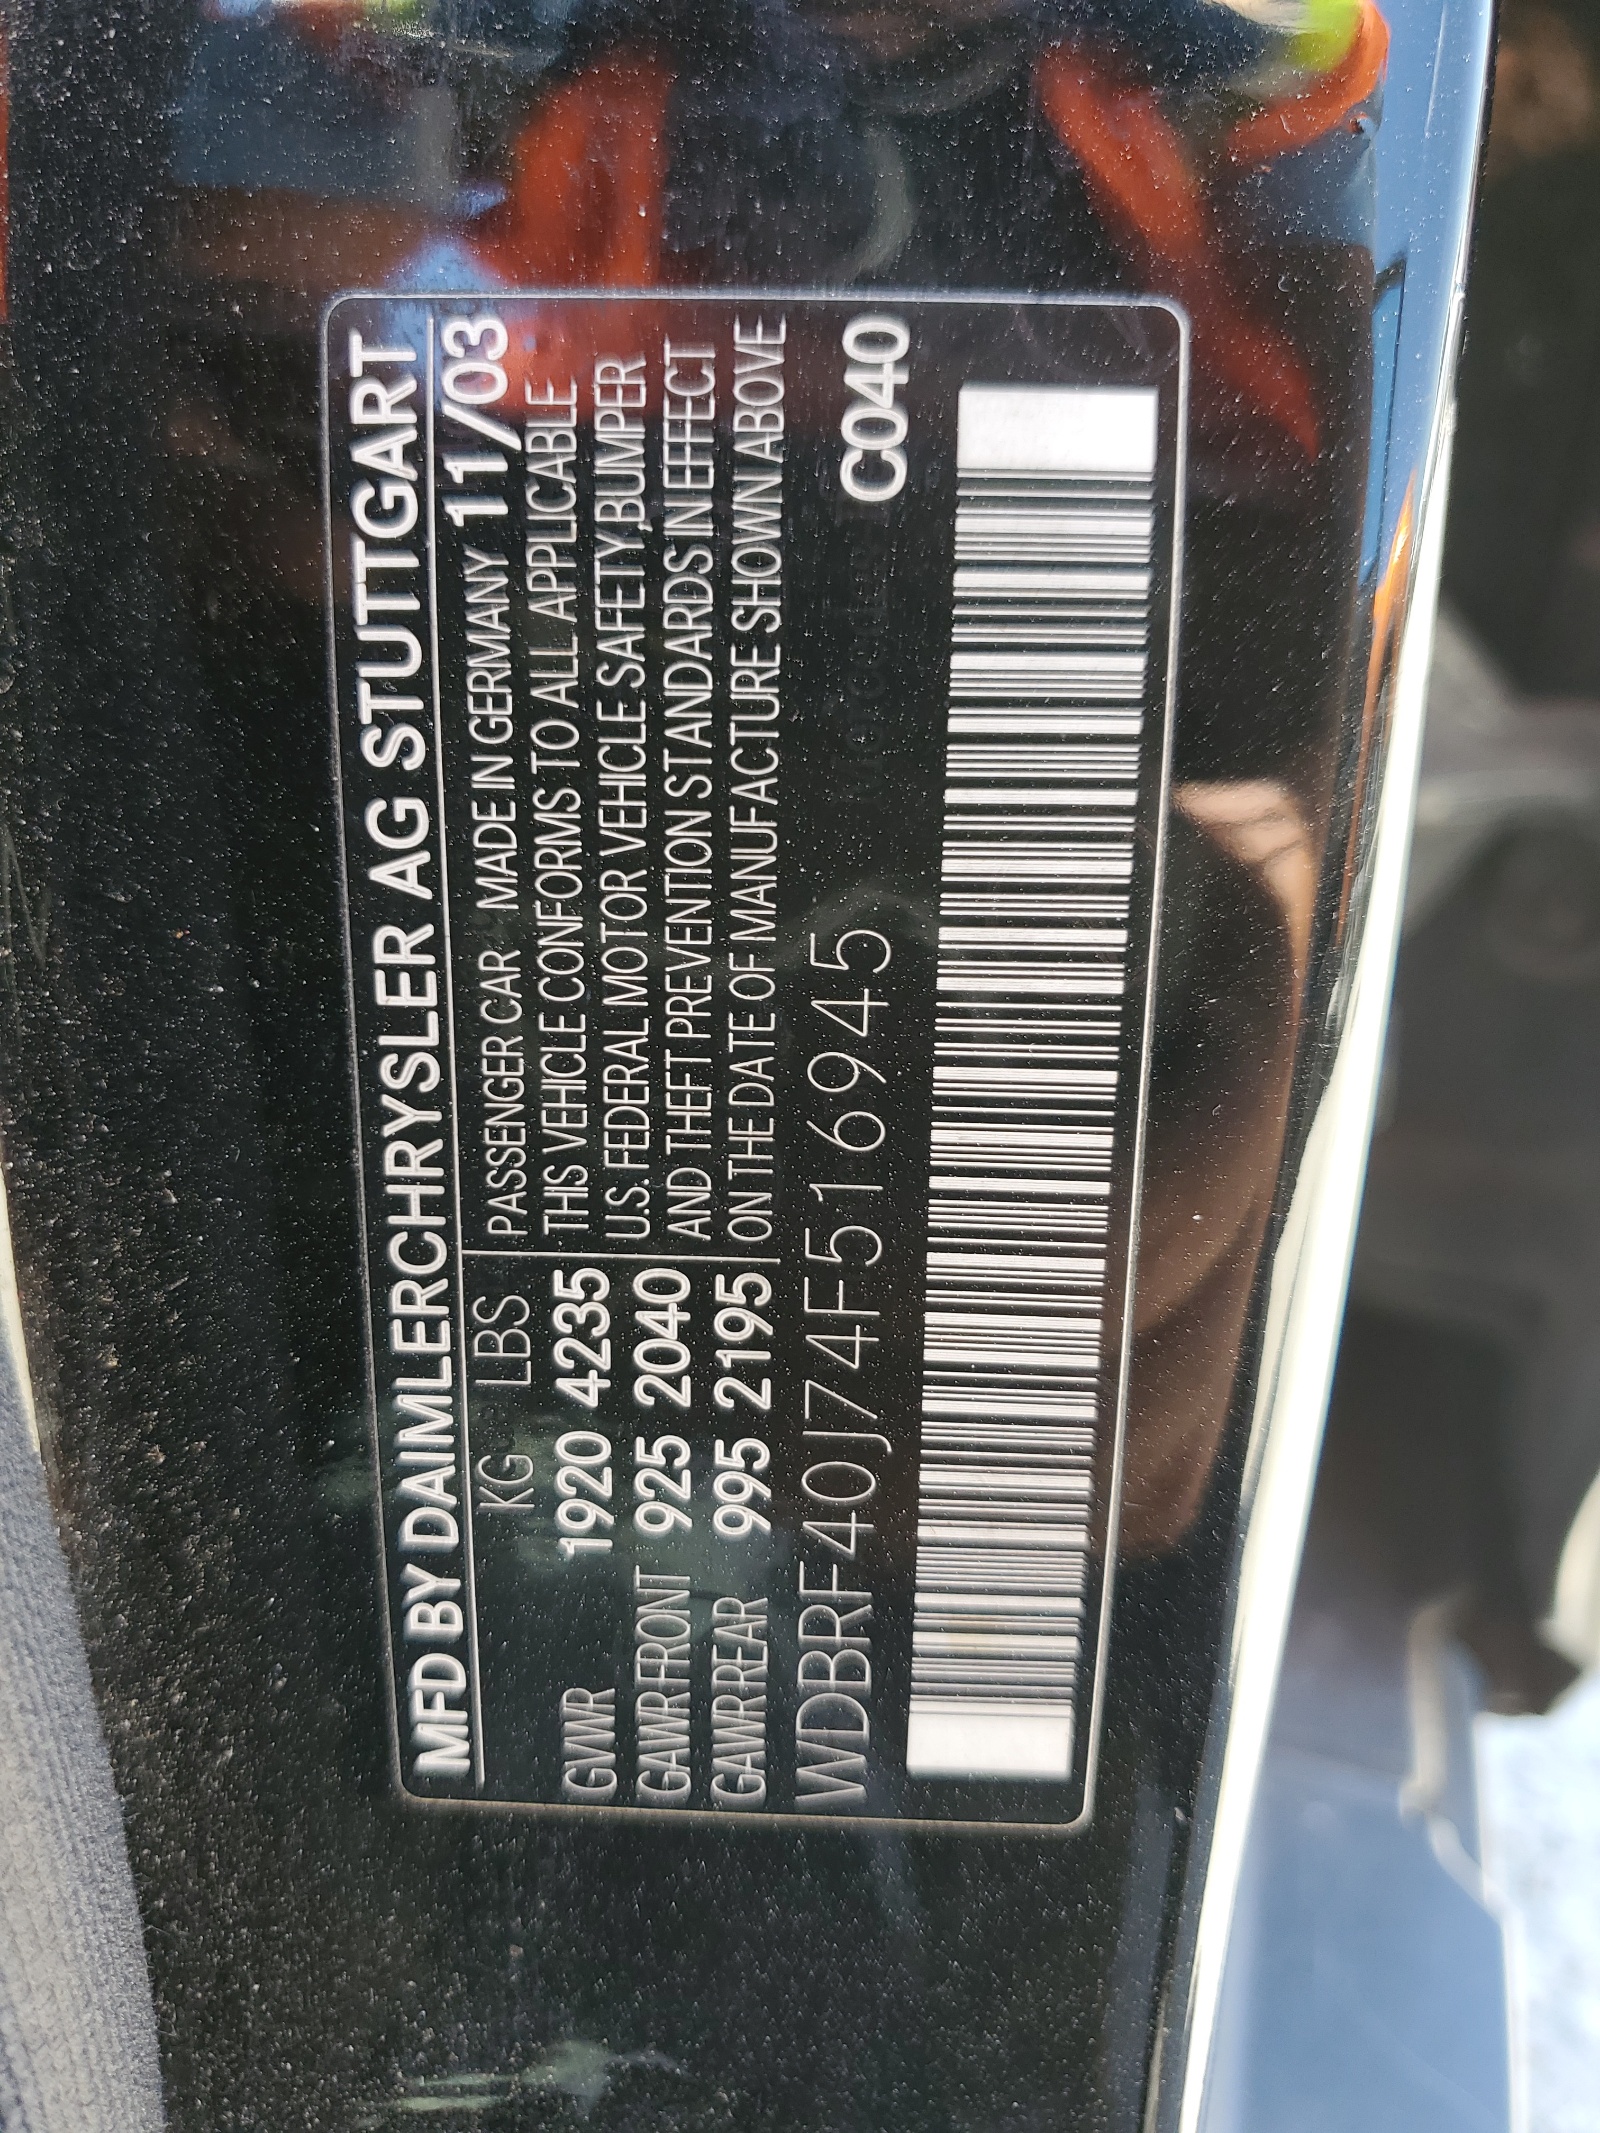 MFD BY DAIMLERCHRYSLER AG STUTTGART
KG LBS PASSENGER CAR MADE IN GERMANY 11/03
GVWR 1920 4235 THIS VEHICLE CONFORMS TO ALL APPLICABLE
U.S. FEDERAL MOTOR VEHICLE SAFETY,BUMPER
GAWR FRONT 925 2040 AND THEFT PREVENTION STANDARDS IN EFFECT
GAWR REAR 995 2195 ON THE DATE OF MANUFACTURE SHOWN ABOVE
WDBRF40J74F516945 C040